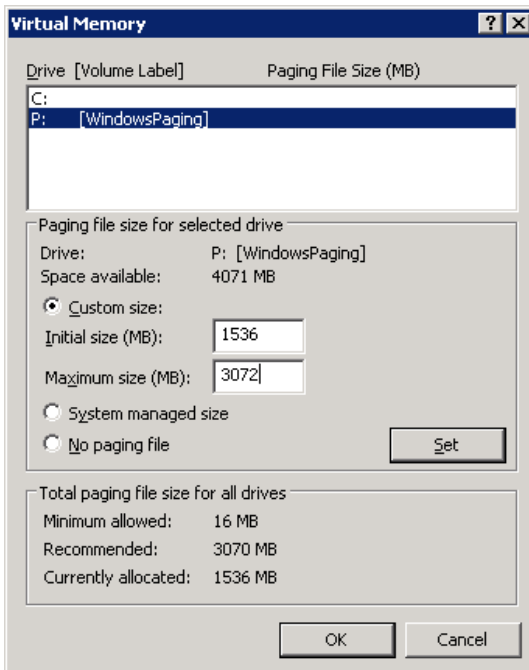 Virtual Memory
Drive [Volume Label] Paging File Size (MB)
C:
P: [WindowsPaging]
Paging file size for selected drive
Drive: P: [WindowsPaging]
Space available: 4071 MB
Custom size:
Initial size (MB): 1536
Maximum size (MB): 3072
System managed size
No paging file
Set
Total paging file size for all drives
Minimum allowed: 16 MB
Recommended: 3070 MB
Currently allocated: 1536 MB
OK Cancel